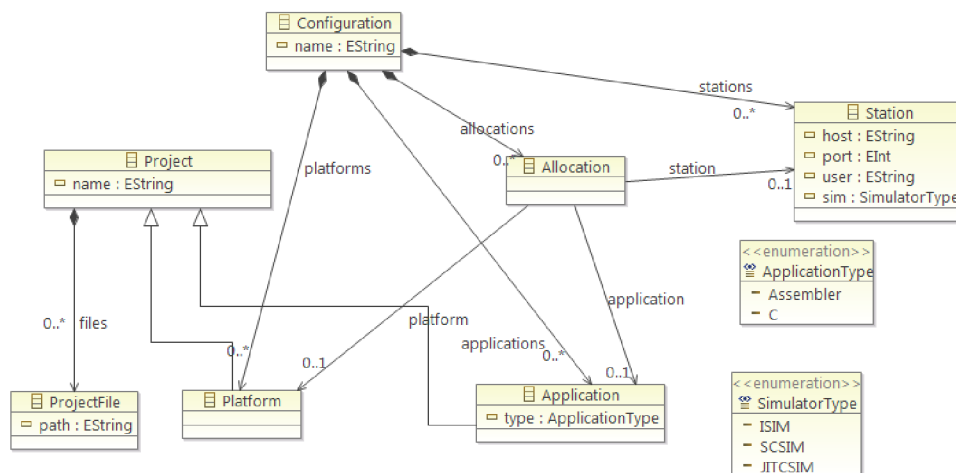 Configuration
name : EString
stations
0..*
Station
host : EString
port : EInt
user : EString
sim : SimulatorType
allocations
0..*
Allocation
station
0..1
Project
name : EString
platforms
<<enumeration>>
ApplicationType
Assembler
C
application
0..*
files
platform
applications
0..*
0..1
0..*
0..1
ProjectFile
path : EString
Platform
Application
type : ApplicationType
<<enumeration>>
SimulatorType
ISIM
SCSIM
JITCSIM